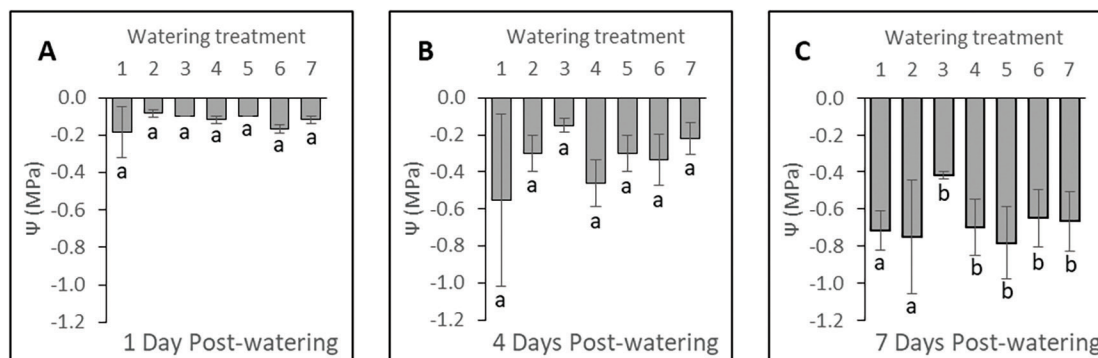 A
Watering treatment
1 2 3 4 5 6 7
0.0
-0.2
-0.4
-0.6
-0.8
-1.0
-1.2
Ψ (MPa)
a a a a a a a
1 Day Post-watering
B
Watering treatment
1 2 3 4 5 6 7
0.0
-0.2
-0.4
-0.6
-0.8
-1.0
-1.2
Ψ (MPa)
a a a a a a a
4 Days Post-watering
C
Watering treatment
1 2 3 4 5 6 7
0.0
-0.2
-0.4
-0.6
-0.8
-1.0
-1.2
Ψ (MPa)
a a b b b b b
7 Days Post-watering